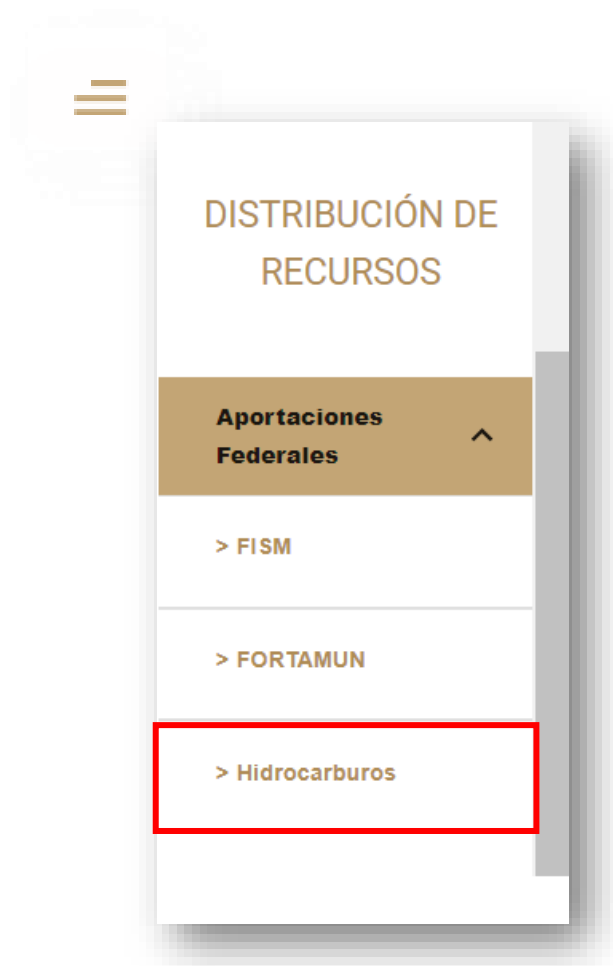 DISTRIBUCIÓN DE
RECURSOS
Aportaciones
Federales
> FISM
> FORTAMUN
> Hidrocarburos